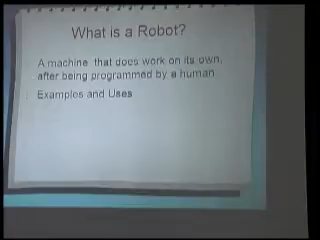 What is a Robot?
A machine that does work on its own,
after being programmed by a human
Examples and Uses